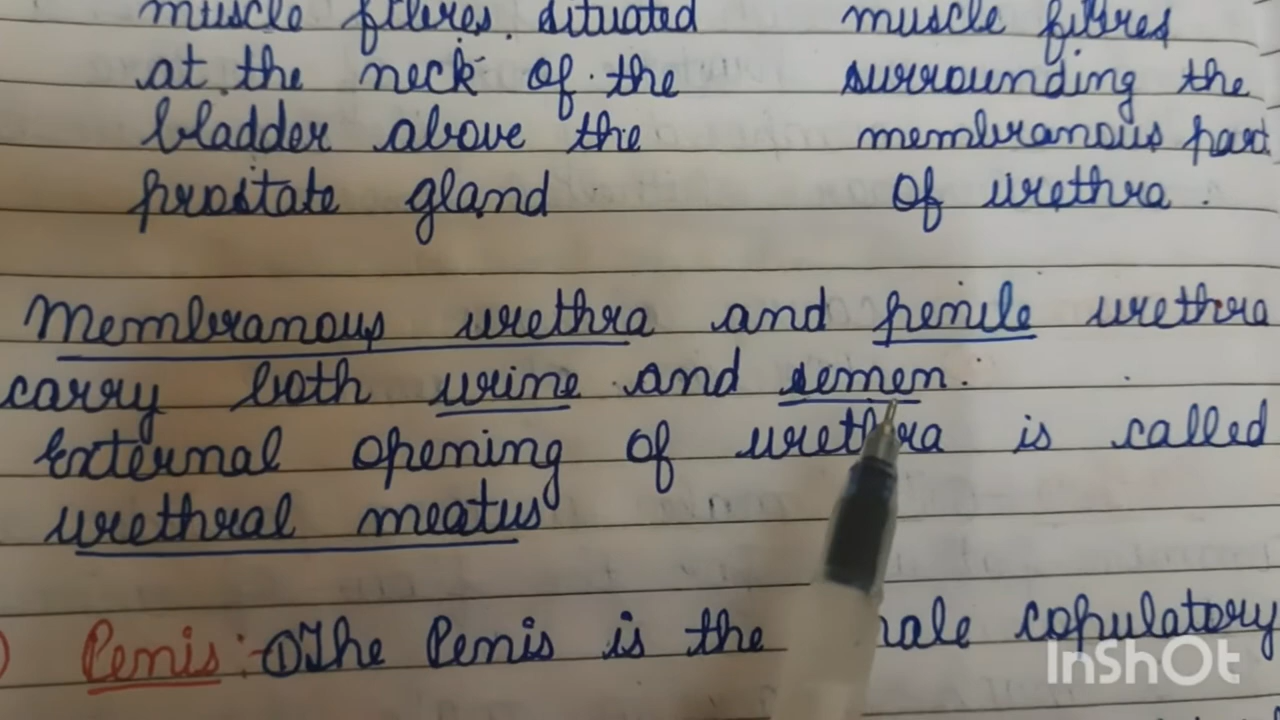 muscle fibres situated
at the neck of the
bladder above the
prostate gland
muscle fibres
surrounding the
membranous part
of urethra.
Membranous urethra and penile urethra
carry both urine and semen.
External opening of urethra is called
urethral meatus
Penis: ① The Penis is the male copulatory
InShOt